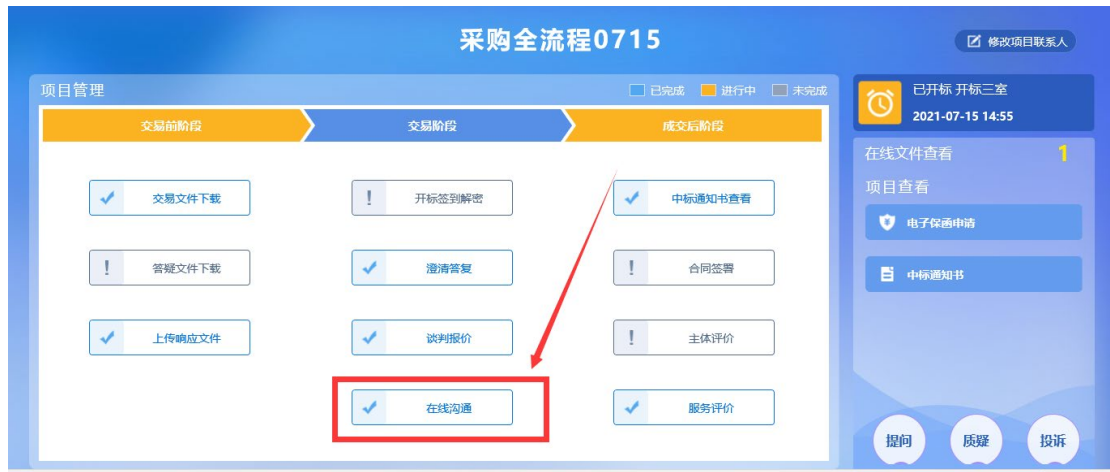 采购全流程0715
修改项目联系人
项目管理
已完成 进行中 未完成
交易前阶段 交易阶段 成交后阶段
交易文件下载 开标签到解密 中标通知书查看
答疑文件下载 澄清答复 合同签署
上传响应文件 谈判报价 主体评价
在线沟通 服务评价
已开标 开标三室
2021-07-15 14:55
在线文件查看 1
项目查看
电子保函申请
中标通知书
提问 质疑 投诉